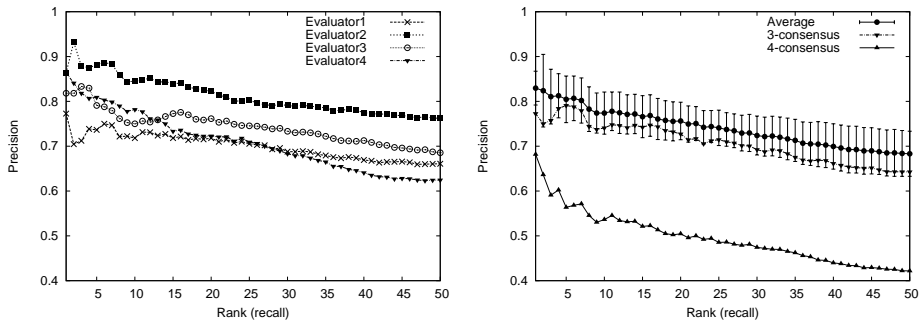 1
0.9
0.8
0.7
0.6
0.5
0.4
Precision
5 10 15 20 25 30 35 40 45 50
Rank (recall)
Evaluator1
Evaluator2
Evaluator3
Evaluator4
1
0.9
0.8
0.7
0.6
0.5
0.4
Precision
5 10 15 20 25 30 35 40 45 50
Rank (recall)
Average
3-consensus
4-consensus